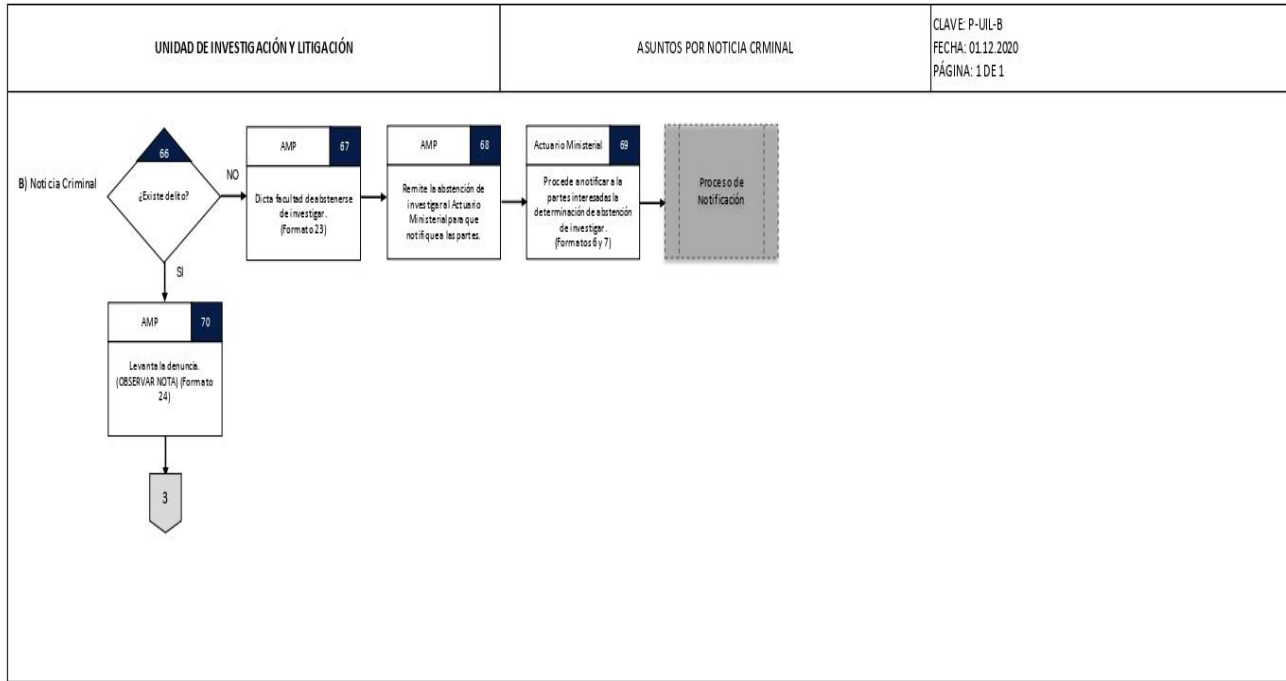 UNIDAD DE INVESTIGACIÓN Y LITIGACIÓN
ASUNTOS POR NOTICIA CRMINAL
CLAVE: P-UIL-B
FECHA: 01.12.2020
PÁGINA: 1 DE 1
B) Noticia Criminal
66
¿Existe delito?
NO
AMP
67
Dicta facultad de abstenerse
de investigar.
(Formato 23)
AMP
68
Remite la abstención de
investigar al Actuario
Ministerial para que
notifique a las partes.
Actuario Ministerial
69
Procede a notificar a la
partes interesadas la
determinación de abstención
de investigar.
(Formatos 6 y 7)
Proceso de
Notificación
SI
AMP
70
Levanta la denuncia.
(OBSERVAR NOTA) (Formato
24)
3